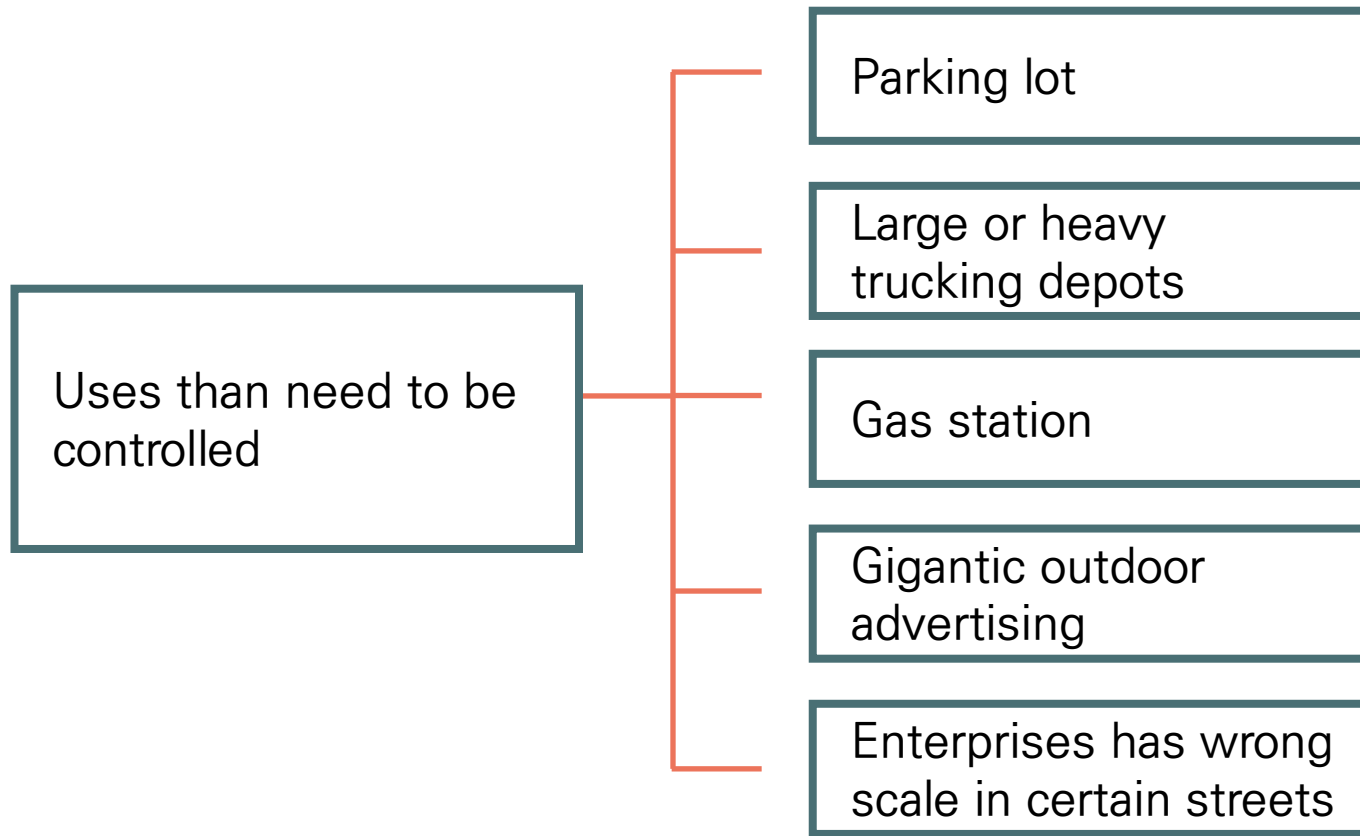 Uses than need to be
controlled
Parking lot
Large or heavy
trucking depots
Gas station
Gigantic outdoor
advertising
Enterprises has wrong
scale in certain streets